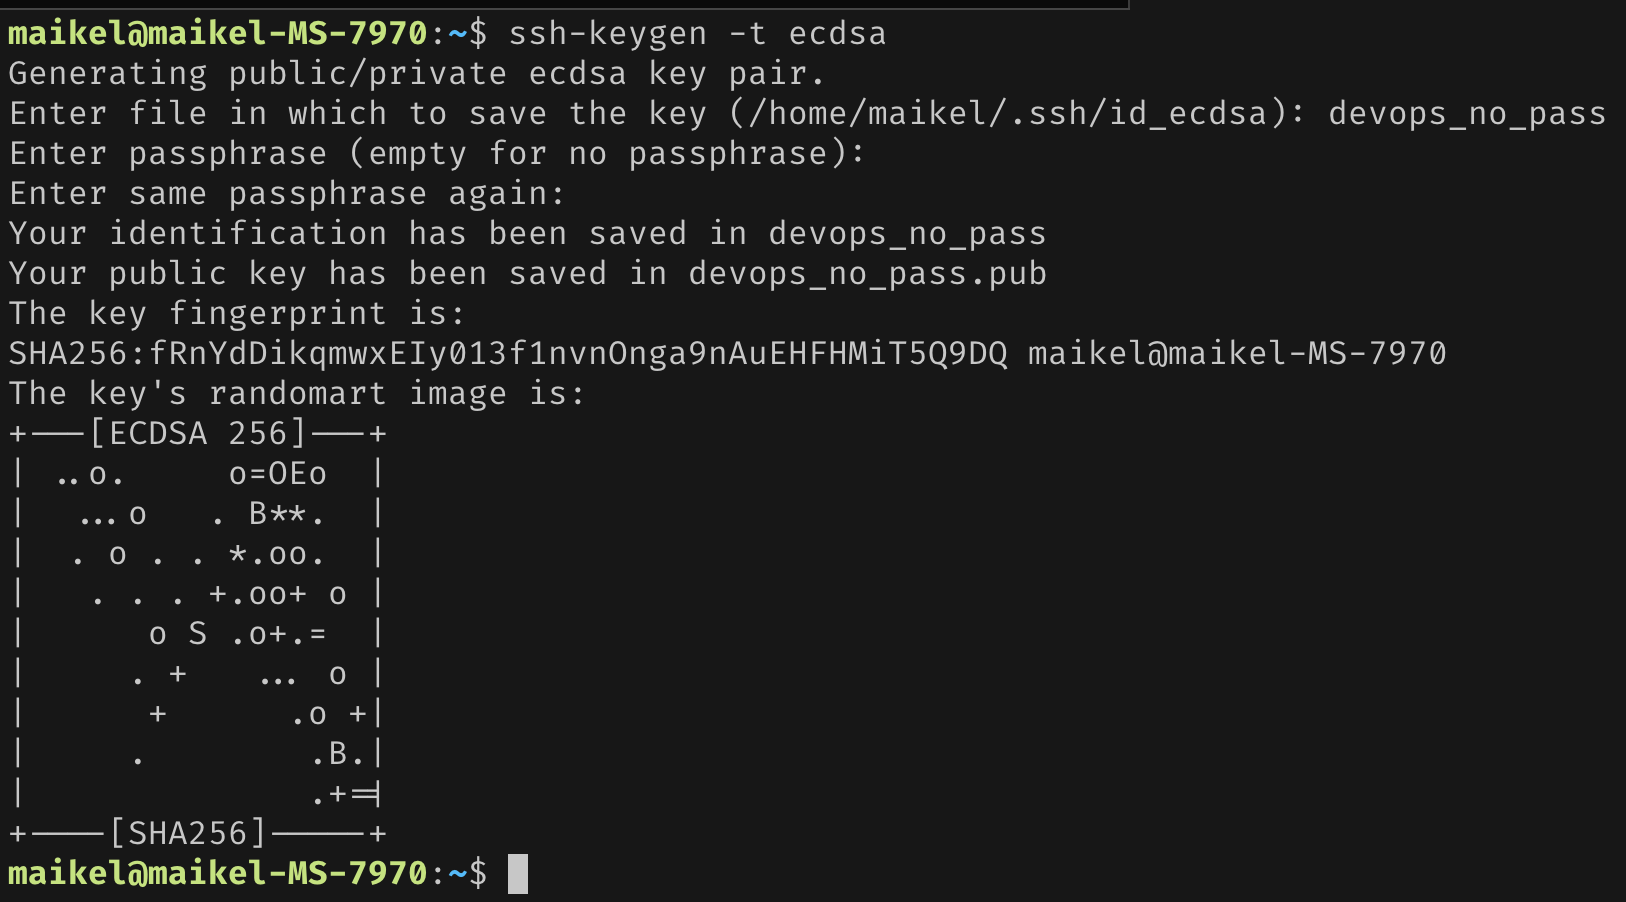 maikel@maikel-MS-7970:~$ ssh-keygen -t ecdsa
Generating public/private ecdsa key pair.
Enter file in which to save the key (/home/maikel/.ssh/id_ecdsa): devops_no_pass
Enter passphrase (empty for no passphrase):
Enter same passphrase again:
Your identification has been saved in devops_no_pass
Your public key has been saved in devops_no_pass.pub
The key fingerprint is:
SHA256:fRnYdDikqmwxEIy013f1nvnOnga9nAuEHFHMiT5Q9DQ maikel@maikel-MS-7970
The key's randomart image is:
+---[ECDSA 256]---+
| ..o.     o=OEo  |
|  ...o   . B**.  |
|  . o . . *.oo.  |
|   . . . +.oo+ o |
|      o S .o+.=  |
|     . +   ... o |
|      +      .o +|
|     .        .B.|
|              .+==|
+----[SHA256]-----+
maikel@maikel-MS-7970:~$